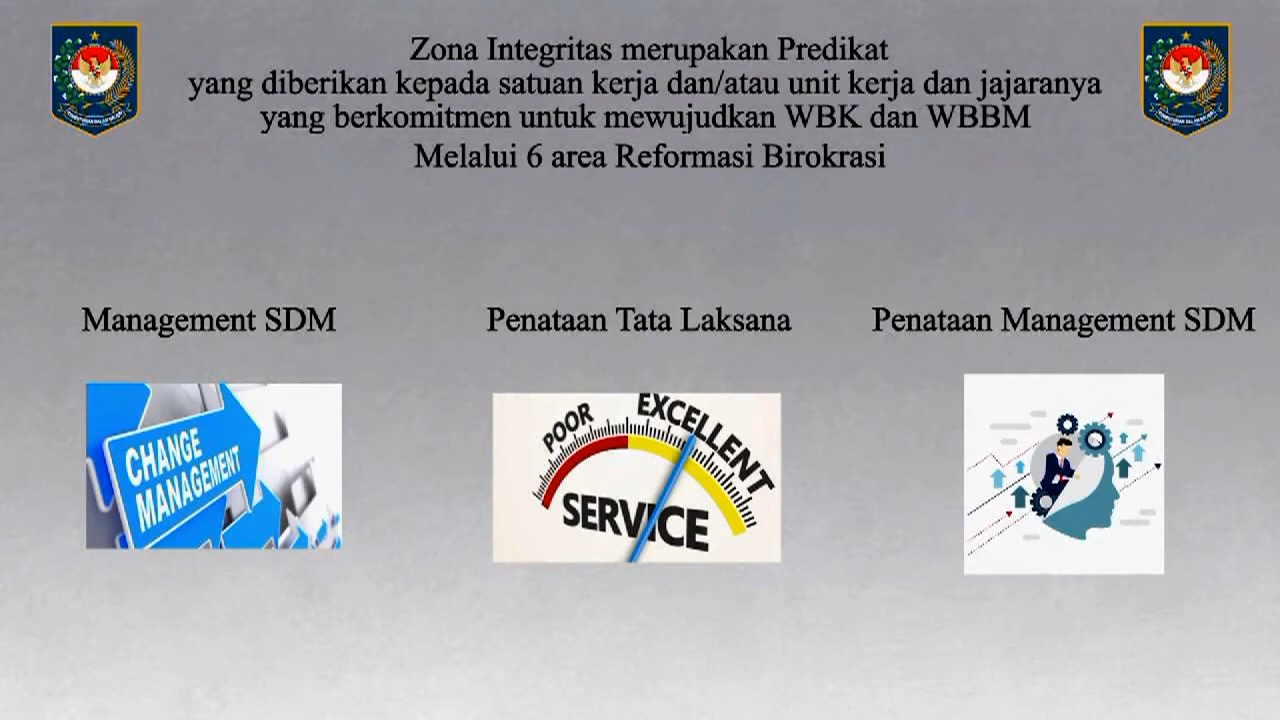 Zona Integritas merupakan Predikat
yang diberikan kepada satuan kerja dan/atau unit kerja dan jajaranya
yang berkomitmen untuk mewujudkan WBK dan WBBM
Melalui 6 area Reformasi Birokrasi
Management SDM
Penataan Tata Laksana
Penataan Management SDM
CHANGE
MANAGEMENT
POOR
EXCELLENT
SERVICE